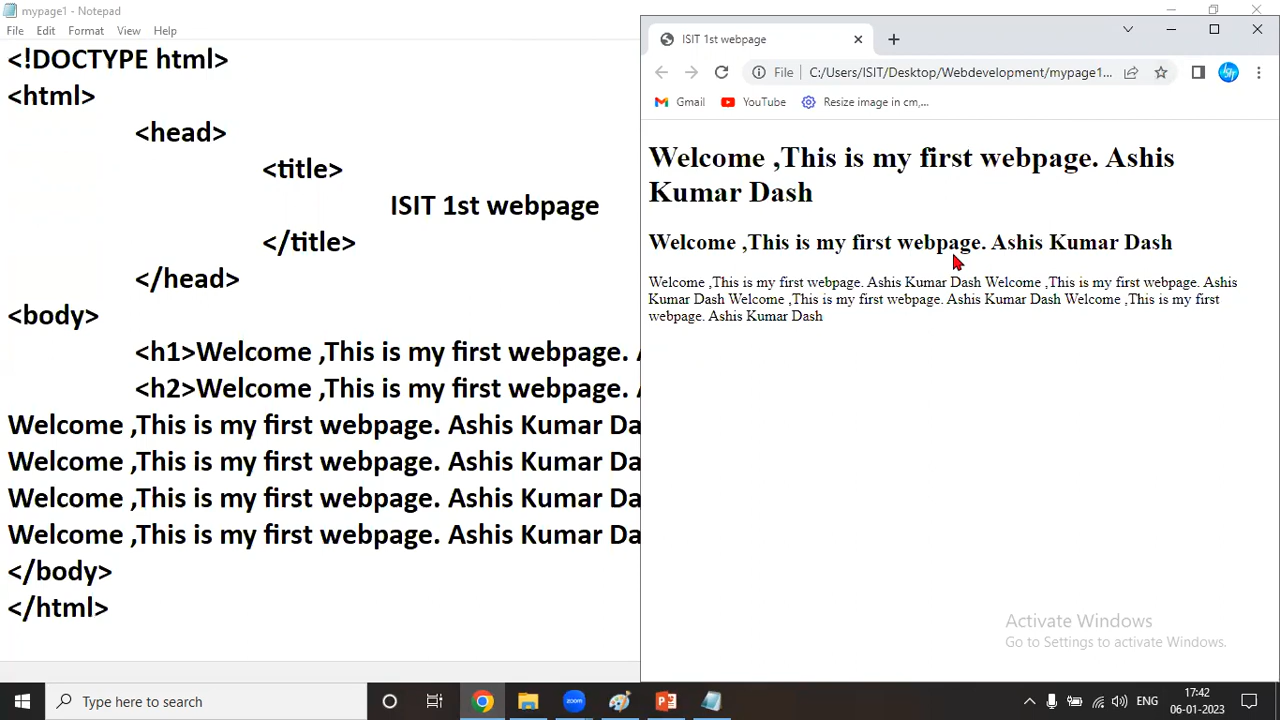 mypage1 - Notepad
File Edit Format View Help
<!DOCTYPE html>
<html>
<head>
<title>
ISIT 1st webpage
</title>
</head>
<body>
<h1>Welcome ,This is my first webpage.
<h2>Welcome ,This is my first webpage.
Welcome ,This is my first webpage. Ashis Kumar Da
Welcome ,This is my first webpage. Ashis Kumar Da
Welcome ,This is my first webpage. Ashis Kumar Da
Welcome ,This is my first webpage. Ashis Kumar Da
</body>
</html>
ISIT 1st webpage
File C:/Users/ISIT/Desktop/Webdevelopment/mypage1...
Gmail YouTube Resize image in cm,...
Welcome ,This is my first webpage. Ashis
Kumar Dash
Welcome ,This is my first webpage. Ashis Kumar Dash
Welcome ,This is my first webpage. Ashis Kumar Dash Welcome ,This is my first webpage. Ashis
Kumar Dash Welcome ,This is my first webpage. Ashis Kumar Dash Welcome ,This is my first
webpage. Ashis Kumar Dash
Activate Windows
Go to Settings to activate Windows.
Type here to search
zoom
ENG
17:42
06-01-2023